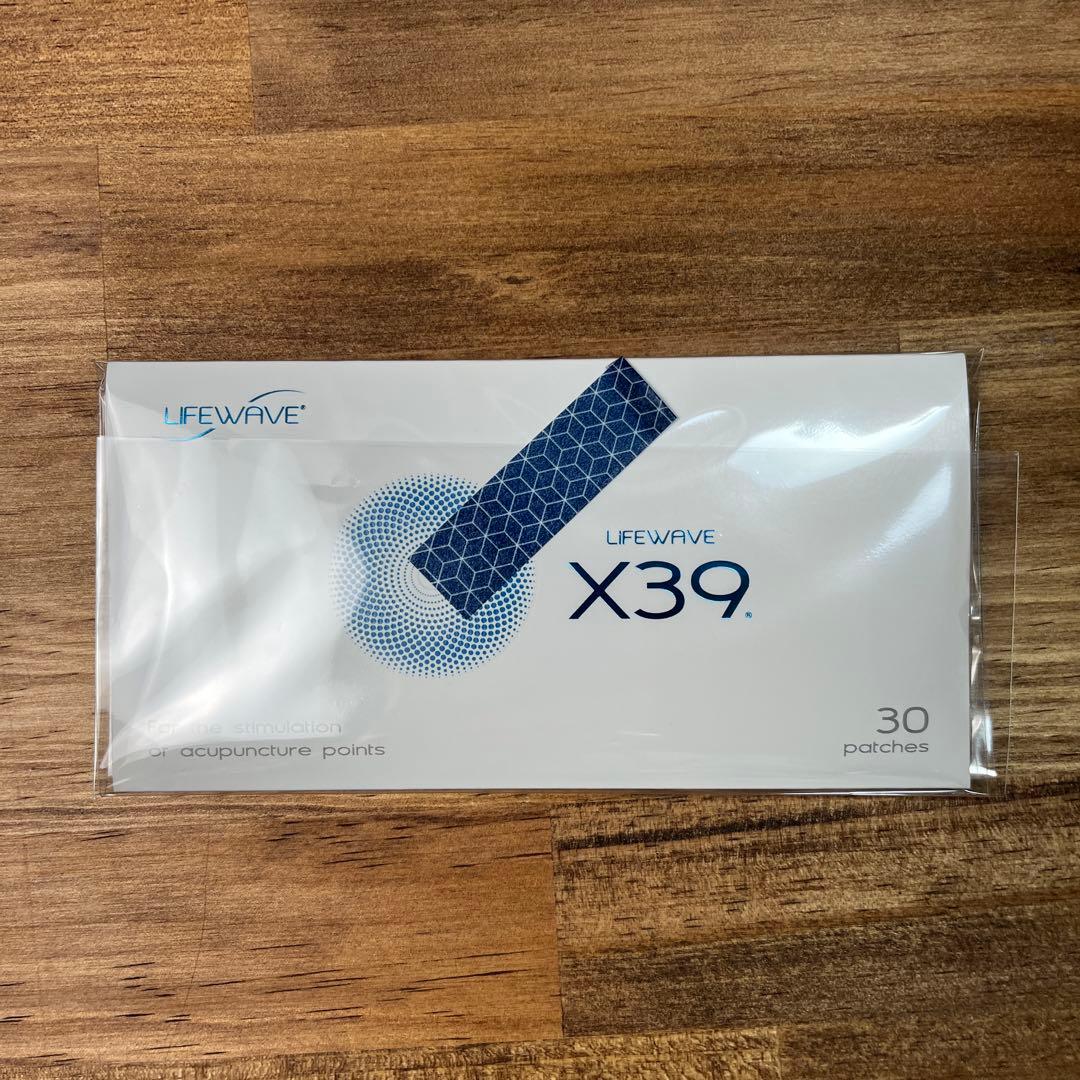 LIFEWAVE®
LIFEWAVE
X39®
For the stimulation
of acupuncture points
30
patches